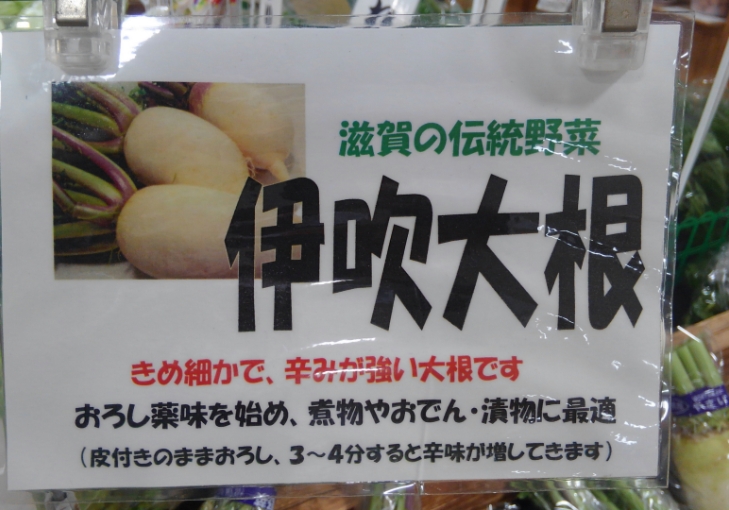 滋賀の伝統野菜
伊吹大根
きめ細かで、辛みが強い大根です
おろし薬味を始め、煮物やおでん・漬物に最適
（皮付きのままおろし、3～4分すると辛味が増してきます）